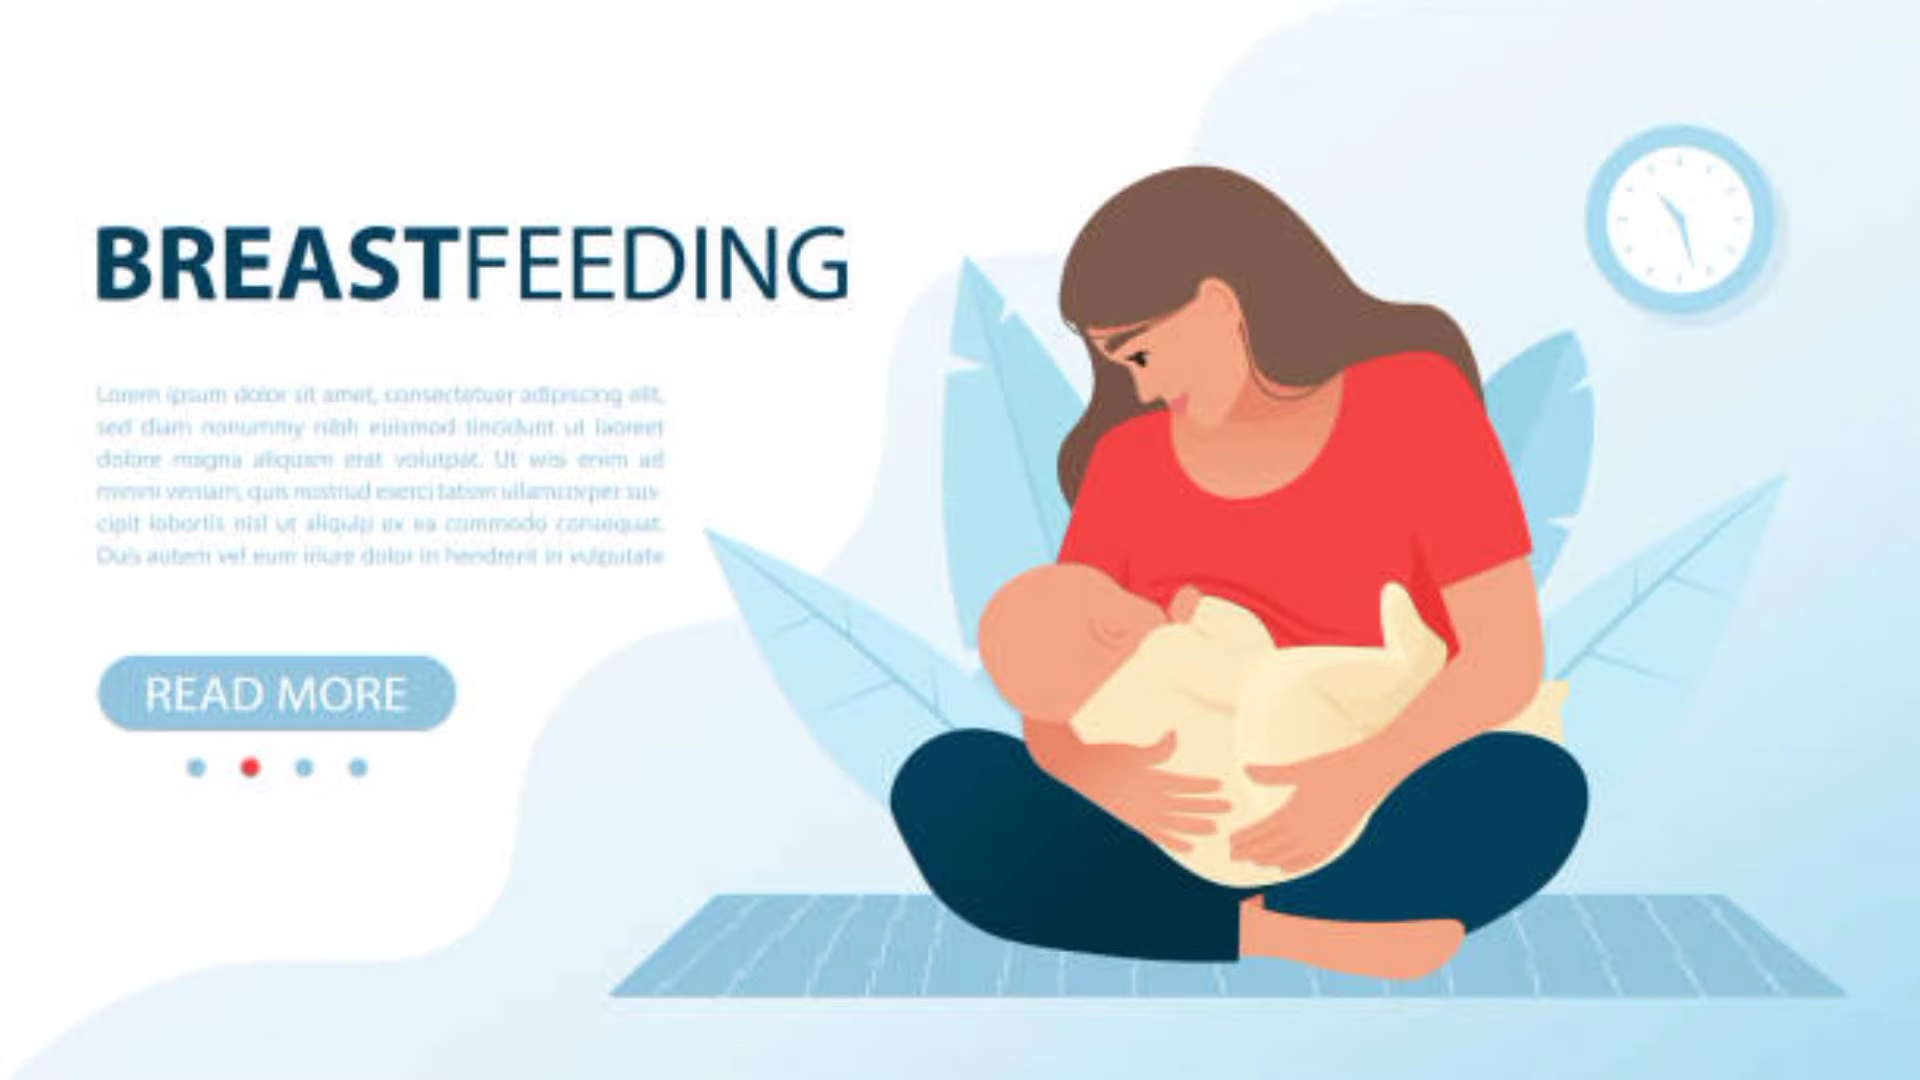 BREASTFEEDING
Lorem ipsum dolor sit amet, consectetuer adipiscing elit,
sed diam nonummy nibh euismod tincidunt ut laoreet
dolore magna aliquam erat volutpat. Ut wisi enim ad
minim veniam, quis nostrud exerci tation ullamcorper sus-
cipit lobortis nisl ut aliquip ex ea commodo consequat.
Duis autem vel eum iriure dolor in hendrerit in vulputate
READ MORE